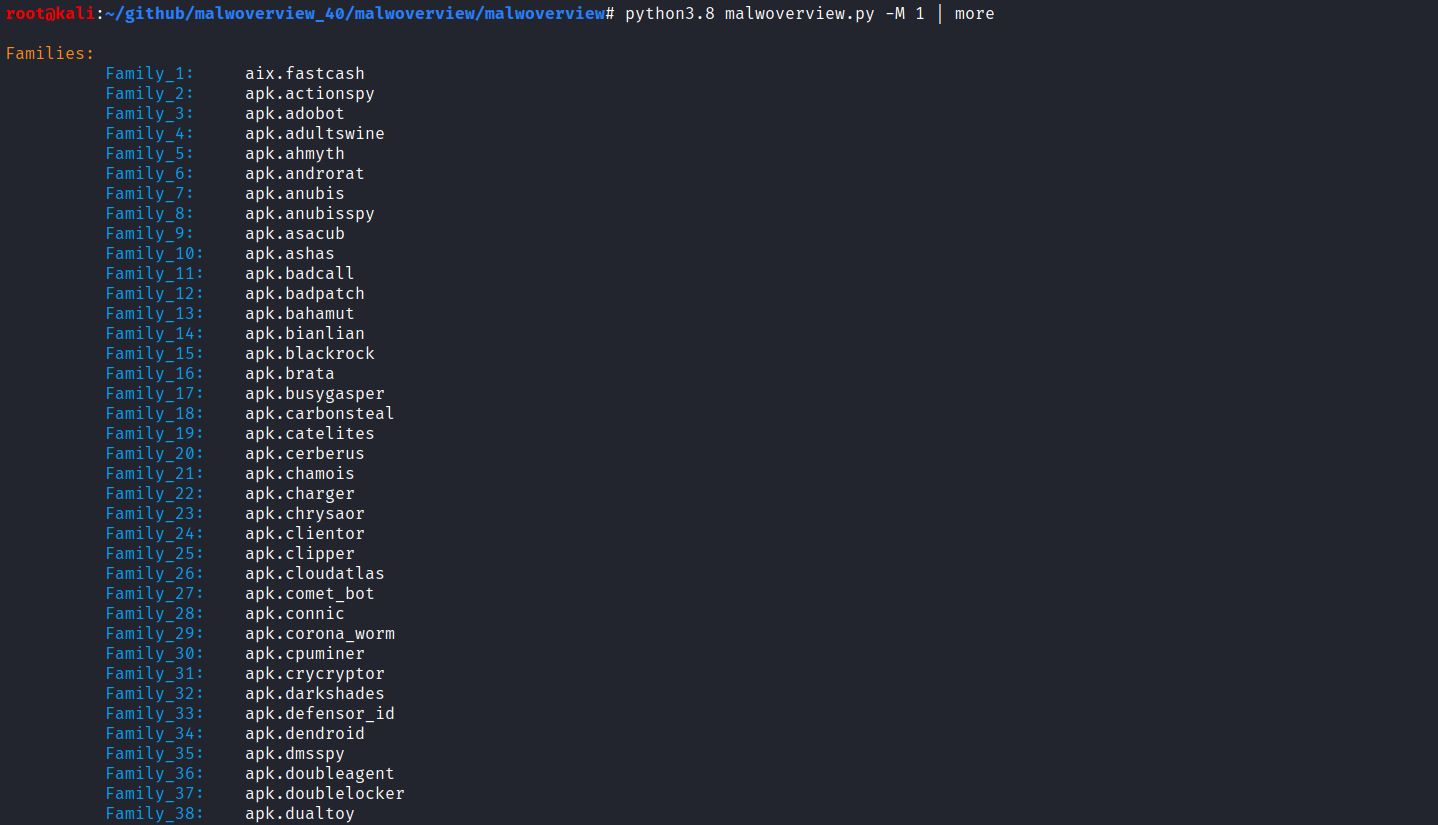 root@kali:~/github/malwoverview_40/malwoverview/malwoverview# python3.8 malwoverview.py -M 1 | more
Families:
Family_1: aix.fastcash
Family_2: apk.actionspy
Family_3: apk.adobot
Family_4: apk.adultswine
Family_5: apk.ahmyth
Family_6: apk.androrat
Family_7: apk.anubis
Family_8: apk.anubisspy
Family_9: apk.asacub
Family_10: apk.ashas
Family_11: apk.badcall
Family_12: apk.badpatch
Family_13: apk.bahamut
Family_14: apk.bianlian
Family_15: apk.blackrock
Family_16: apk.brata
Family_17: apk.busygasper
Family_18: apk.carbonsteal
Family_19: apk.catelites
Family_20: apk.cerberus
Family_21: apk.chamois
Family_22: apk.charger
Family_23: apk.chrysaor
Family_24: apk.clientor
Family_25: apk.clipper
Family_26: apk.cloudatlas
Family_27: apk.comet_bot
Family_28: apk.connic
Family_29: apk.corona_worm
Family_30: apk.cpuminer
Family_31: apk.crycryptor
Family_32: apk.darkshades
Family_33: apk.defensor_id
Family_34: apk.dendroid
Family_35: apk.dmsspy
Family_36: apk.doubleagent
Family_37: apk.doublelocker
Family_38: apk.dualtoy